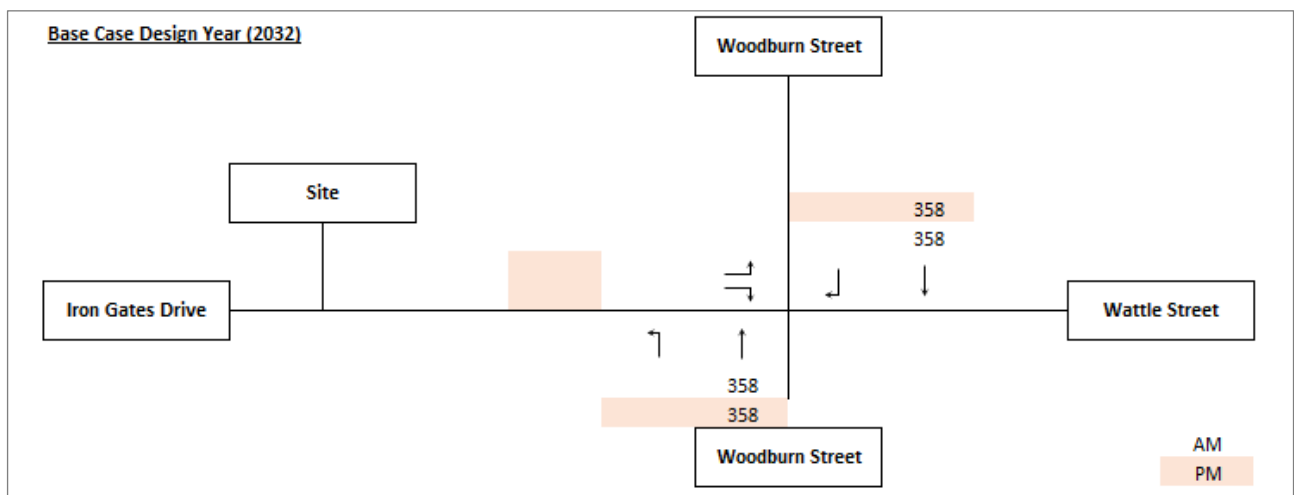 Base Case Design Year (2032)
Woodburn Street
Site
358
358
Iron Gates Drive
Wattle Street
358
358
Woodburn Street
AM
PM